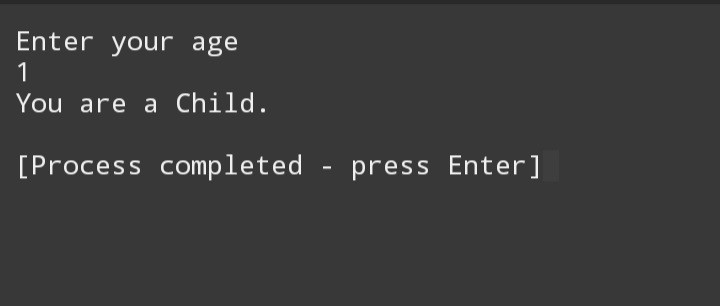 Enter your age
1
You are a Child.
[Process completed - press Enter]